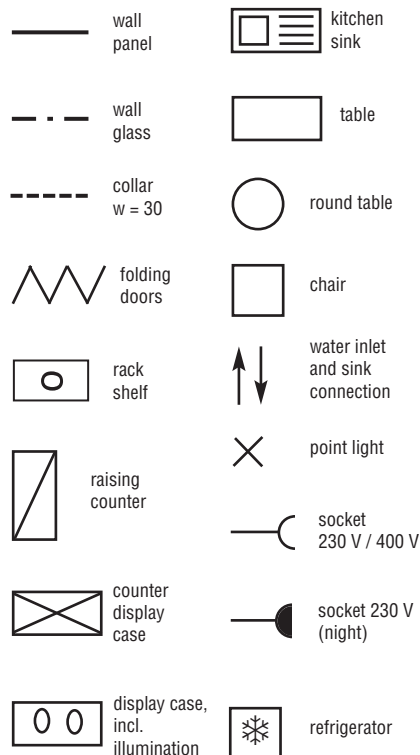 wall
panel
wall
glass
collar
w = 30
folding
doors
rack
shelf
raising
counter
counter
display
case
display case,
incl.
illumination
kitchen
sink
table
round table
chair
water inlet
and sink
connection
point light
socket
230 V / 400 V
socket 230 V
(night)
refrigerator